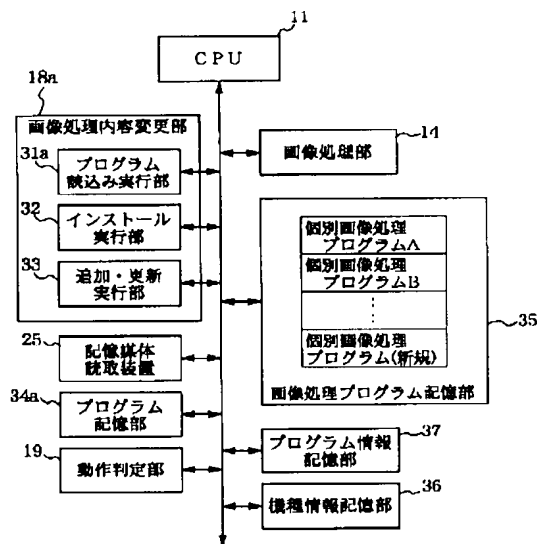 11
CPU
18a
画像処理内容変更部
31a
プログラム
読込み実行部
32
インストール
実行部
33
追加・更新
実行部
25
記憶媒体
読取装置
34a
プログラム
記憶部
19
動作判定部
14
画像処理部
個別画像処理
プログラムA
個別画像処理
プログラムB
個別画像処理
プログラム(新規)
35
画像処理プログラム記憶部
37
プログラム情報
記憶部
36
機種情報記憶部